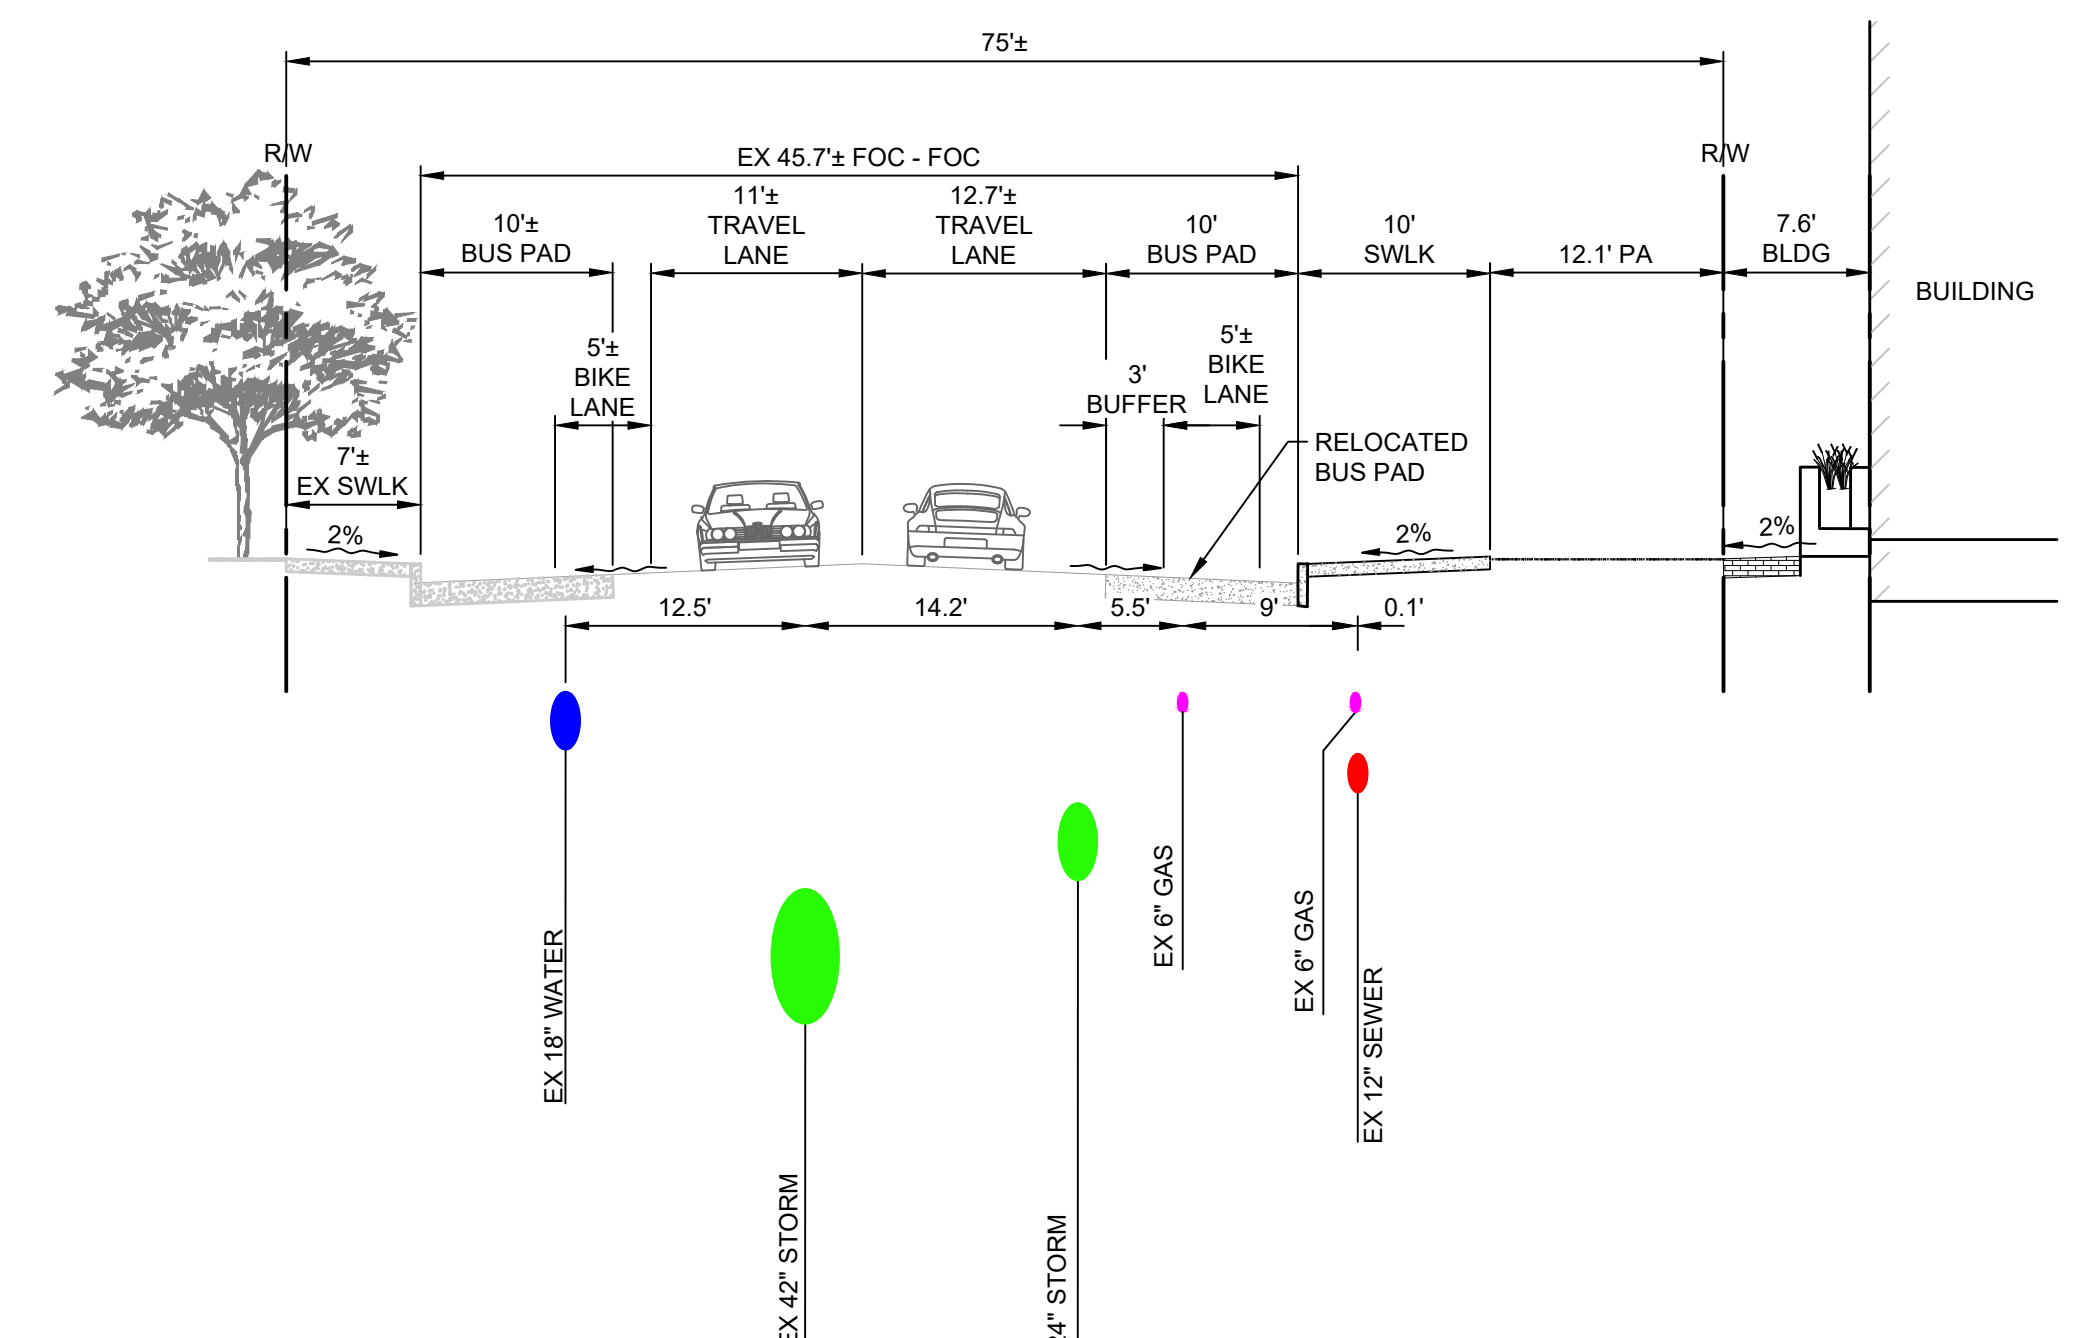 75'±
R/W
R/W
EX 45.7'± FOC - FOC
10'±
BUS PAD
11'±
TRAVEL
LANE
12.7'±
TRAVEL
LANE
10'
BUS PAD
10'
SWLK
12.1' PA
7.6'
BLDG
BUILDING
5'±
BIKE
LANE
3'
BUFFER
5'±
BIKE
LANE
RELOCATED
BUS PAD
7'±
EX SWLK
2%
2%
2%
12.5'
14.2'
5.5'
9'
0.1'
EX 18" WATER
EX 42" STORM
24" STORM
EX 6" GAS
EX 6" GAS
EX 12" SEWER